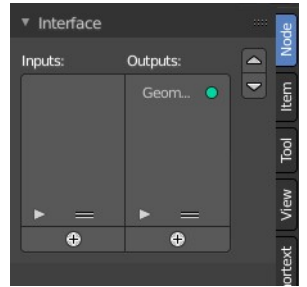 Interface
Inputs: Outputs:
Geom...
Node
Item
Tool
View
ortext